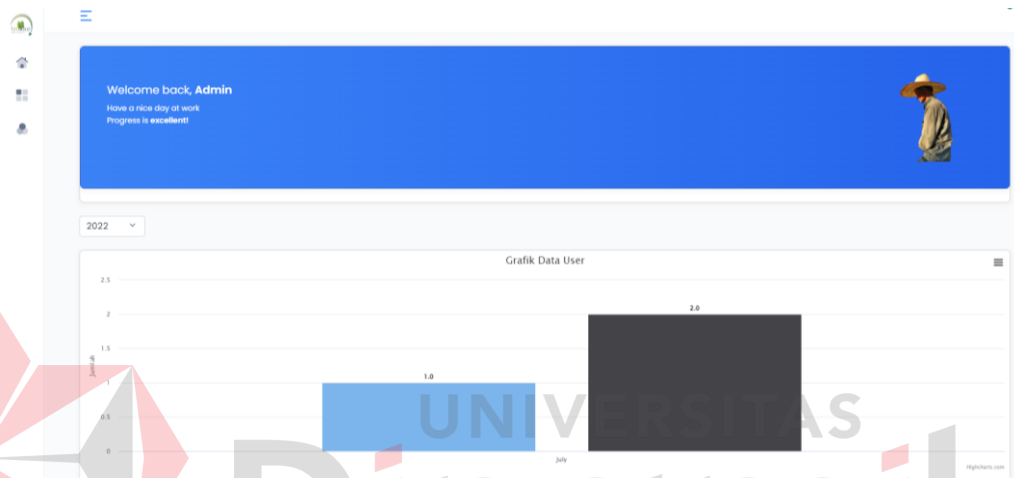 Welcome back, Admin
Have a nice day at work
Progress is excellent!
2022
Grafik Data User
2.5
2.0
2
1.5
Jumlah
1.0
1
0.5
0
UNIVERSITAS
July
Highcharts.com